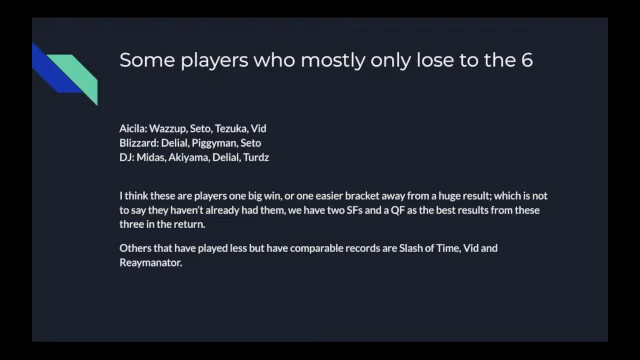 Some players who mostly only lose to the 6
Aicila: Wazzup, Seto, Tezuka, Vid
Blizzard: Delial, Piggyman, Seto
DJ: Midas, Akiyama, Delial, Turdz
I think these are players one big win, or one easier bracket away from a huge result; which is not
to say they haven't already had them, we have two SFs and a QF as the best results from these
three in the return.
Others that have played less but have comparable records are Slash of Time, Vid and
Reaymanator.